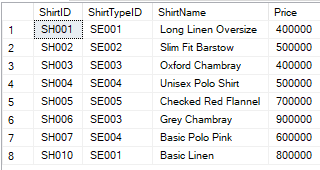 ShirtID ShirtTypeID ShirtName Price
1 SH001 SE001 Long Linen Oversize 400000
2 SH002 SE002 Slim Fit Barstow 500000
3 SH003 SE003 Oxford Chambray 400000
4 SH004 SE004 Unisex Polo Shirt 500000
5 SH005 SE005 Checked Red Flannel 700000
6 SH006 SE003 Grey Chambray 900000
7 SH007 SE004 Basic Polo Pink 600000
8 SH010 SE001 Basic Linen 800000